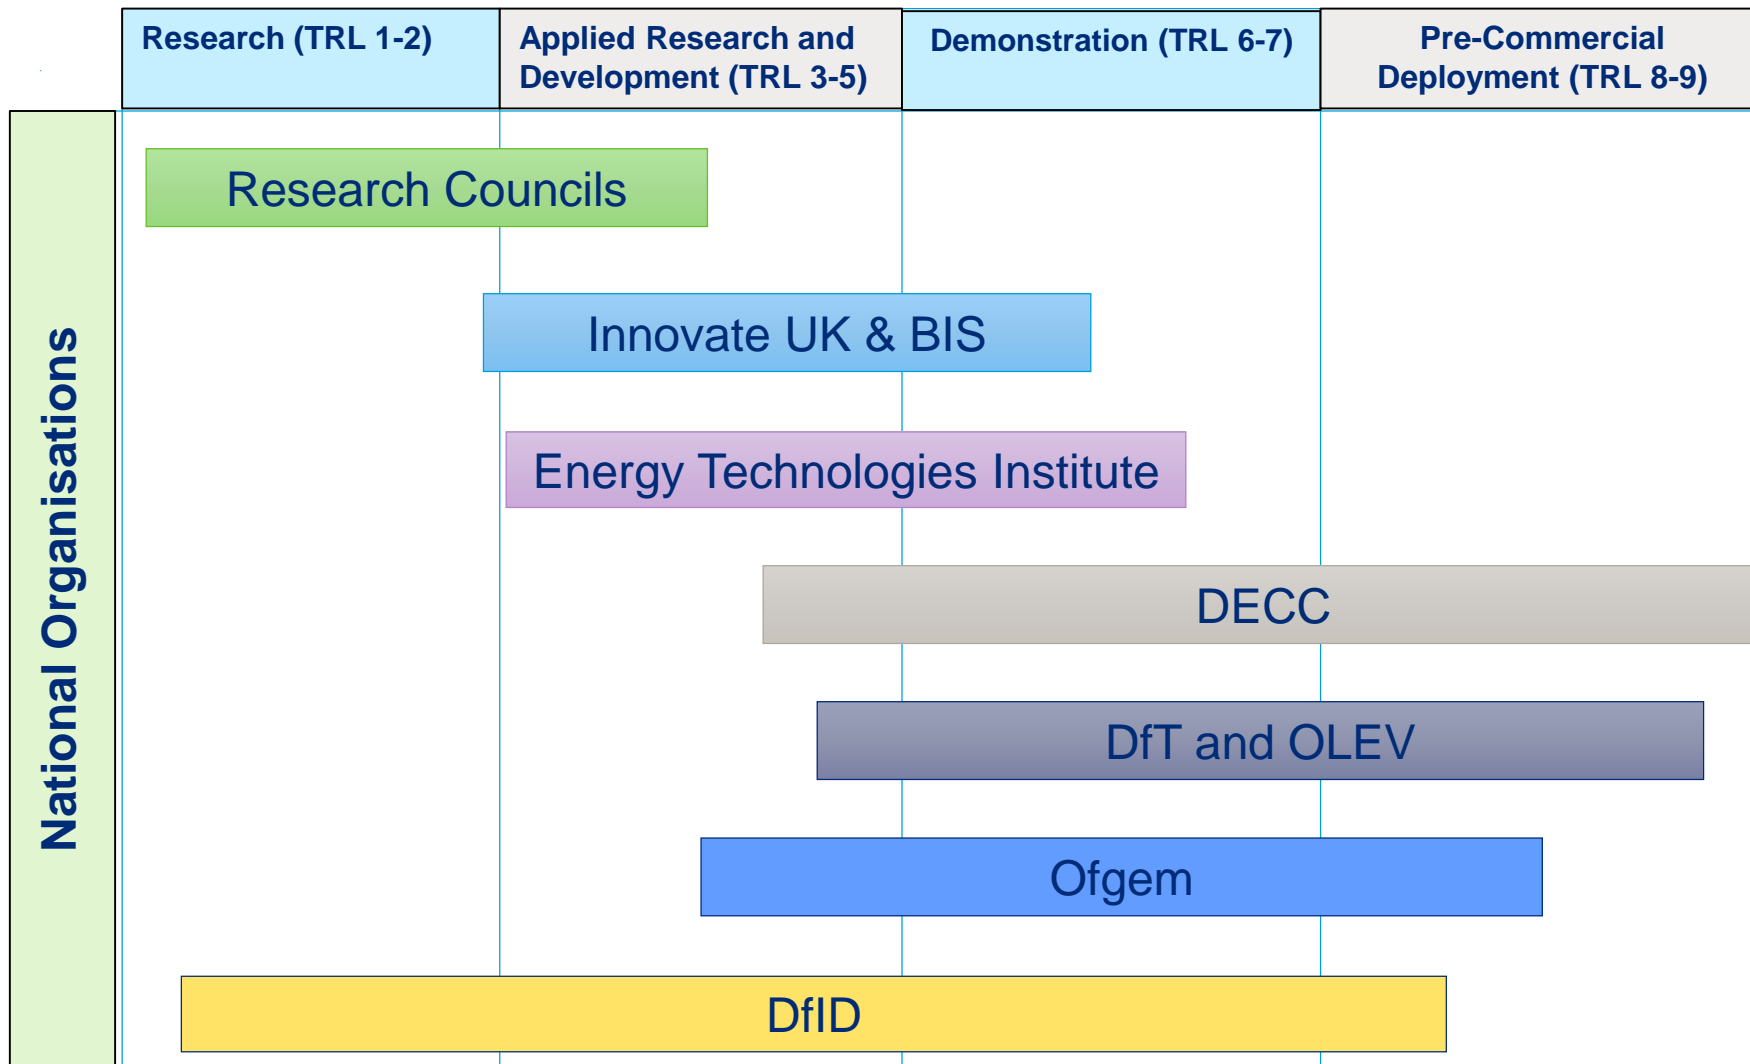 Research (TRL 1-2)
Applied Research and
Development (TRL 3-5)
Demonstration (TRL 6-7)
Pre-Commercial
Deployment (TRL 8-9)
National Organisations
Research Councils
Innovate UK & BIS
Energy Technologies Institute
DECC
DfT and OLEV
Ofgem
DfID